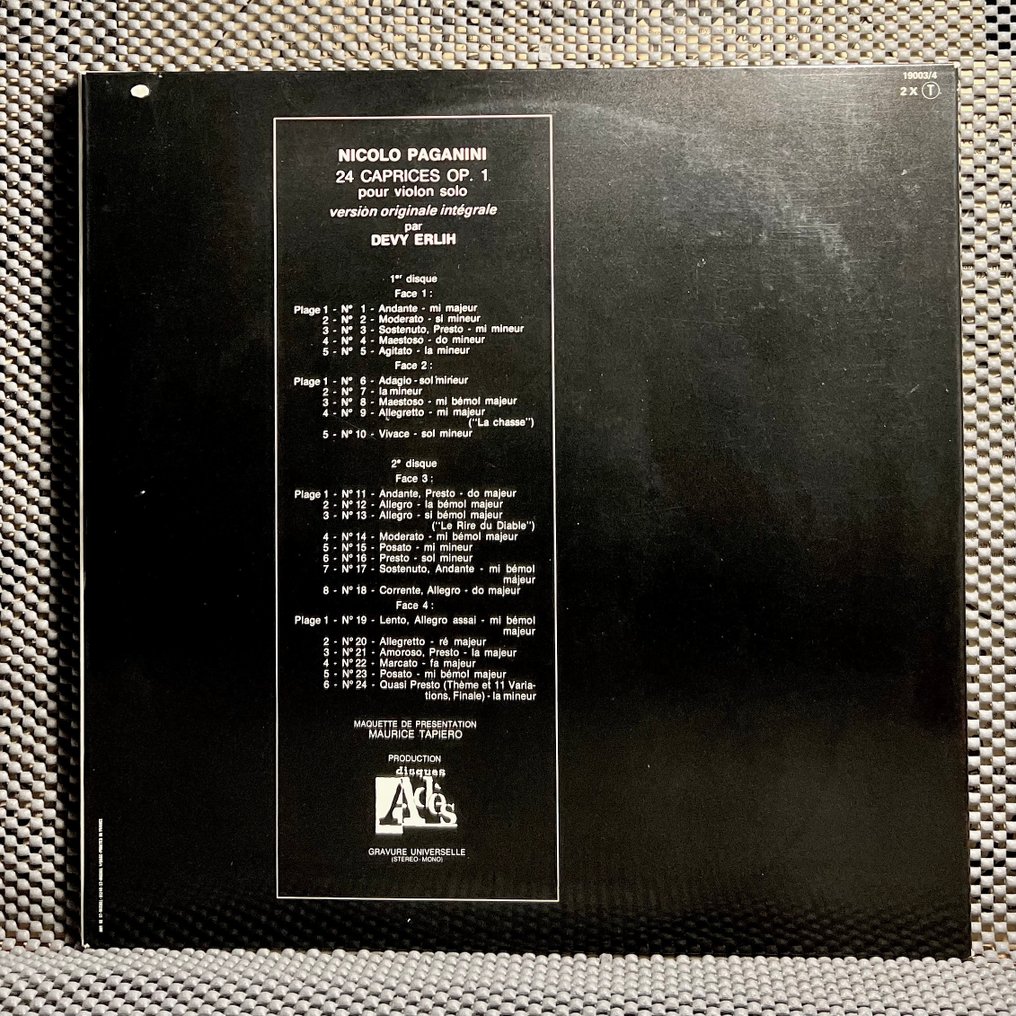 19003/4
2 X T
NICOLO PAGANINI
24 CAPRICES OP. 1
pour violon solo
version originale intégrale
par
DEVY ERLIH
1er disque
Face 1 :
Plage 1 - N° 1 - Andante - mi majeur
2 - N° 2 - Moderato - si mineur
3 - N° 3 - Sostenuto, Presto - mi mineur
4 - N° 4 - Maestoso - do mineur
5 - N° 5 - Agitato - la mineur
Face 2 :
Plage 1 - N° 6 - Adagio - sol mineur
2 - N° 7 - la mineur
3 - N° 8 - Maestoso - mi bémol majeur
4 - N° 9 - Allegretto - mi majeur
("La chasse")
5 - N° 10 - Vivace - sol mineur
2e disque
Face 3 :
Plage 1 - N° 11 - Andante, Presto - do majeur
2 - N° 12 - Allegro - la bémol majeur
3 - N° 13 - Allegro - si bémol majeur
("Le Rire du Diable")
4 - N° 14 - Moderato - mi bémol majeur
5 - N° 15 - Posato - mi mineur
6 - N° 16 - Presto - sol mineur
7 - N° 17 - Sostenuto, Andante - mi bémol
majeur
8 - N° 18 - Corrente, Allegro - do majeur
Face 4 :
Plage 1 - N° 19 - Lento, Allegro assai - mi bémol
majeur
2 - N° 20 - Allegretto - ré majeur
3 - N° 21 - Amoroso, Presto - la majeur
4 - N° 22 - Marcato - fa majeur
5 - N° 23 - Posato - mi bémol majeur
6 - N° 24 - Quasi Presto (Thème et 11 Varia-
tions, Finale) - la mineur
MAQUETTE DE PRESENTATION
MAURICE TAPIERO
PRODUCTION
disques
Adès
GRAVURE UNIVERSELLE
(STEREO - MONO)
PRINTED IN FRANCE